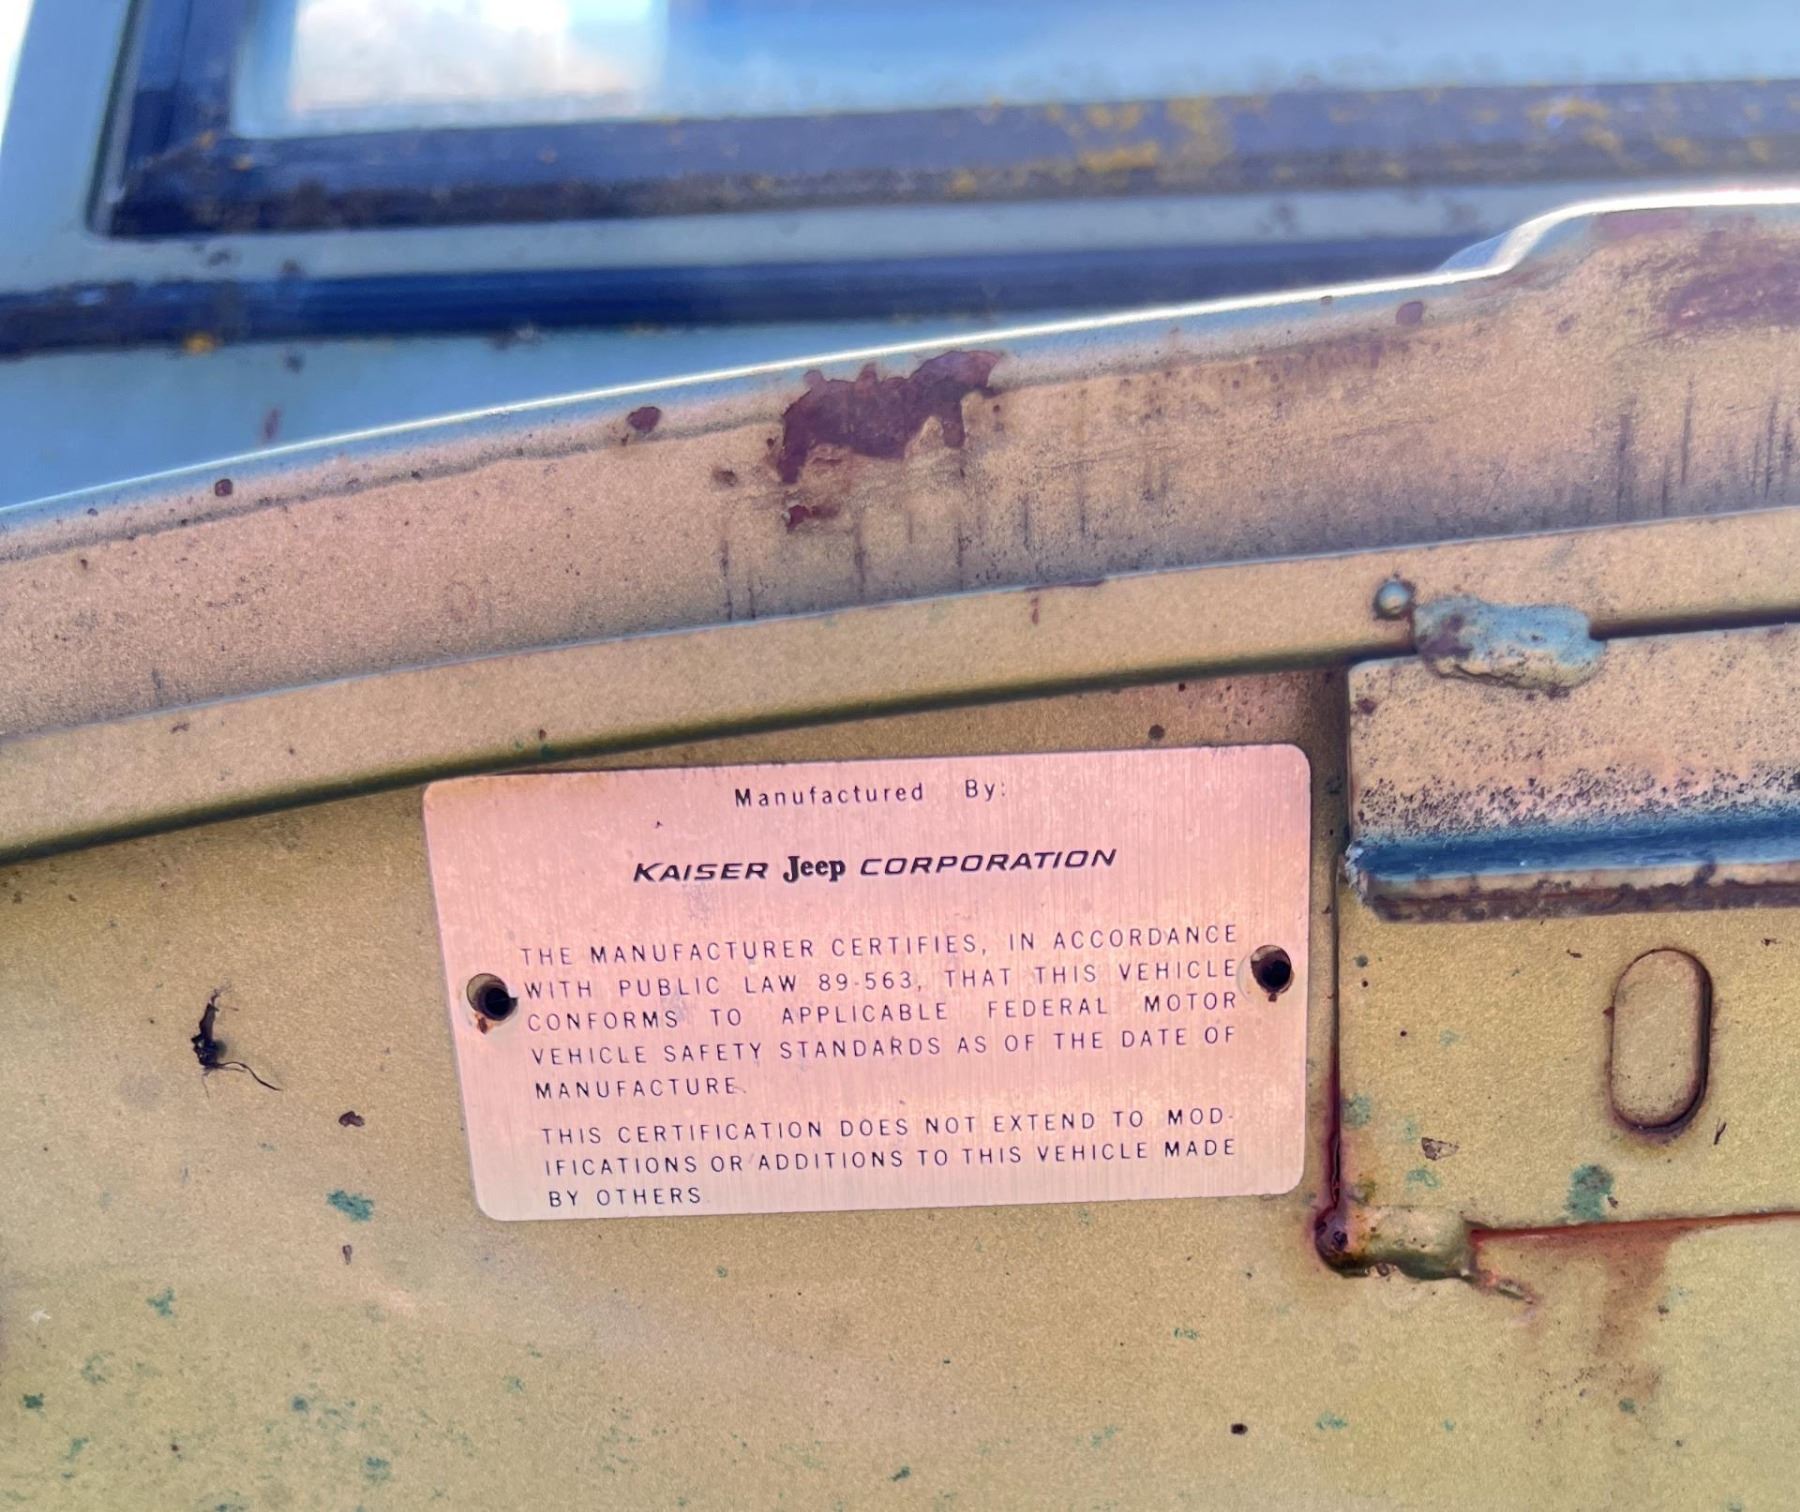 Manufactured By:
KAISER Jeep CORPORATION
THE MANUFACTURER CERTIFIES, IN ACCORDANCE
WITH PUBLIC LAW 89-563, THAT THIS VEHICLE
CONFORMS TO APPLICABLE FEDERAL MOTOR
VEHICLE SAFETY STANDARDS AS OF THE DATE OF
MANUFACTURE.
THIS CERTIFICATION DOES NOT EXTEND TO MOD-
IFICATIONS OR ADDITIONS TO THIS VEHICLE MADE
BY OTHERS